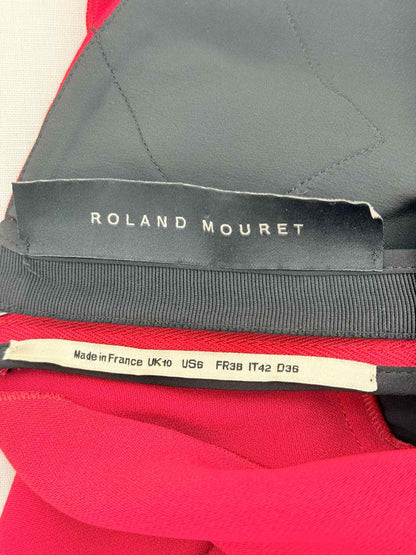 ROLAND MOURET
Made in France UK10 US6 FR38 IT42 D36